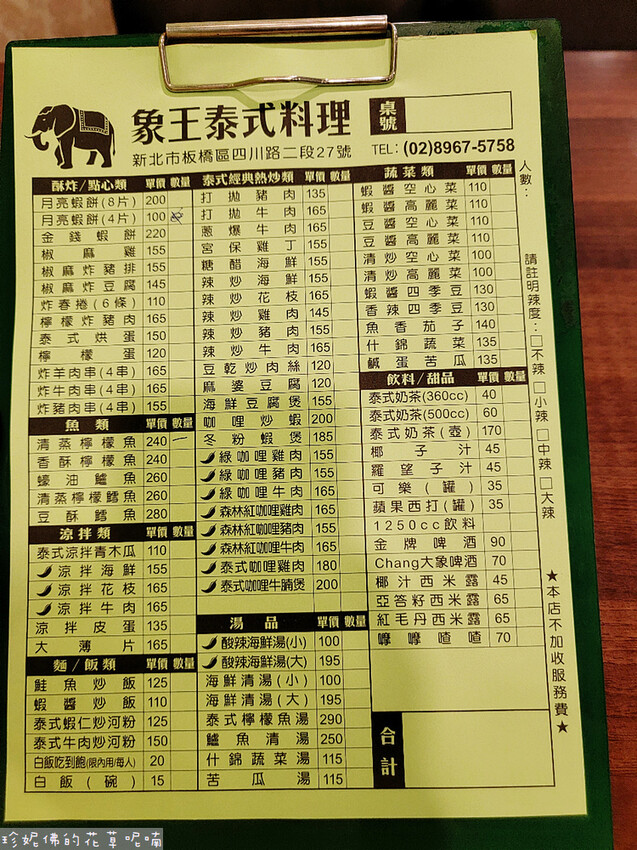 象王泰式料理
新北市板橋區四川路二段27號
桌號
TEL：(02)8967-5758
人數：
請註明辣度：□不辣 □小辣 □中辣 □大辣
★本店不加收服務費★
酥炸/點心類 單價 數量
月亮蝦餅(8片) 200
月亮蝦餅(4片) 100
金錢蝦餅 220
椒麻雞 155
椒麻炸豬排 155
椒麻炸豆腐 145
炸春捲(6條) 110
檸檬炸豬肉 165
泰式烘蛋 150
檸檬蛋 120
炸羊肉串(4串) 165
炸牛肉串(4串) 165
炸豬肉串(4串) 155
魚類 單價 數量
清蒸檸檬魚 240 一
香酥檸檬魚 240
蠔油鱸魚 260
清蒸檸檬鱈魚 260
豆酥鱈魚 280
涼拌類 單價 數量
泰式涼拌青木瓜 110
涼拌海鮮 155
涼拌花枝 165
涼拌牛肉 165
涼拌皮蛋 135
大薄片 165
麵/飯類 單價 數量
鮭魚炒飯 125
蝦醬炒飯 110
泰式蝦仁炒河粉 125
泰式牛肉炒河粉 150
白飯吃到飽(限內用/每人) 20
白飯(碗) 15
泰式經典熱炒類 單價 數量
打拋豬肉 135
打拋牛肉 165
蔥爆牛肉 165
宮保雞丁 155
糖醋海鮮 155
辣炒海鮮 155
辣炒花枝 165
辣炒雞肉 145
辣炒豬肉 155
辣炒牛肉 165
豆乾炒肉絲 120
麻婆豆腐 120
海鮮豆腐煲 155
咖哩炒蝦 200
冬粉蝦煲 185
綠咖哩雞肉 155
綠咖哩豬肉 155
綠咖哩牛肉 165
森林紅咖哩雞肉 165
森林紅咖哩豬肉 155
森林紅咖哩牛肉 165
泰式咖哩雞肉 180
泰式咖哩牛腩煲 200
湯品 單價 數量
酸辣海鮮湯(小) 100
酸辣海鮮湯(大) 195
海鮮清湯(小) 100
海鮮清湯(大) 195
泰式檸檬魚湯 290
鱸魚清湯 250
什錦蔬菜湯 115
苦瓜湯 115
蔬菜類 單價 數量
蝦醬空心菜 110
蝦醬高麗菜 110
豆醬空心菜 110
豆醬高麗菜 110
清炒空心菜 100
清炒高麗菜 100
蝦醬四季豆 130
香辣四季豆 130
魚香茄子 140
什錦蔬菜 135
鹹蛋苦瓜 135
飲料/甜品 單價 數量
泰式奶茶(360cc) 40
泰式奶茶(500cc) 60
泰式奶茶(壺) 170
椰子汁 45
羅望子汁 45
可樂(罐) 35
蘋果西打(罐) 35
1250cc飲料
金牌啤酒 90
Chang大象啤酒 70
椰汁西米露 45
亞答籽西米露 65
紅毛丹西米露 65
嚤嚤喳喳 70
合計
珍妮佛的花草呢喃